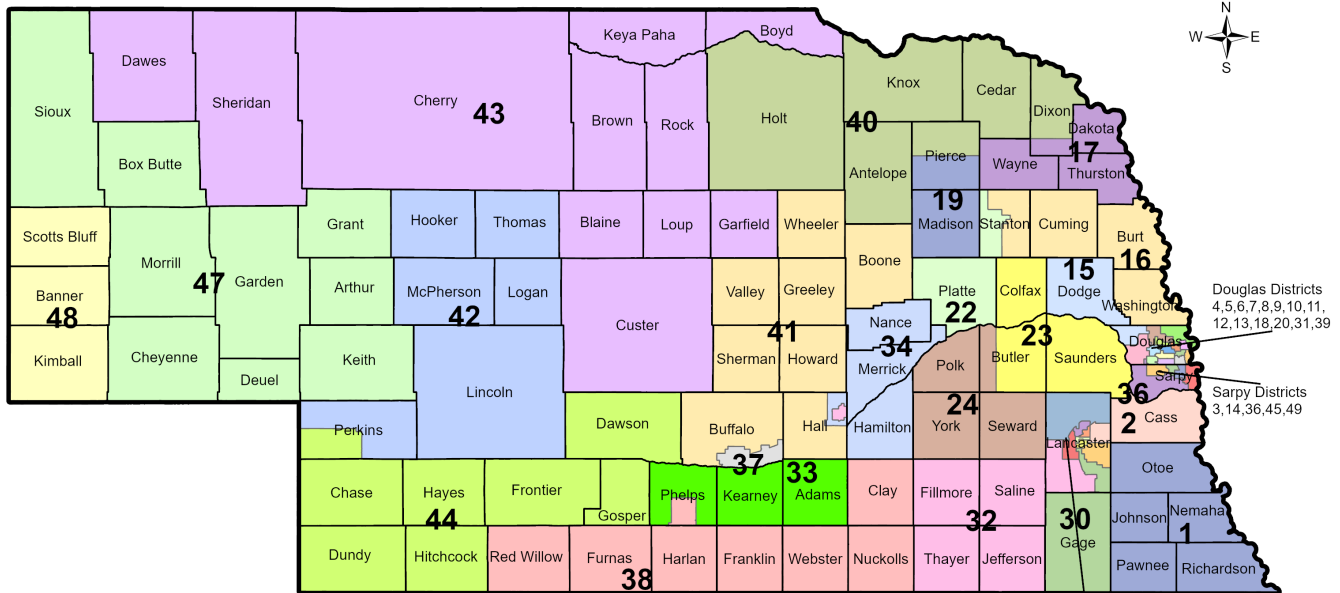 N
W E
S
Keya Paha
Boyd
Dawes
Sioux
Sheridan
Cherry
43
Brown
Rock
Holt
40
Knox
Cedar
Dixon
Dakota
17
Box Butte
Antelope
Pierce
Wayne
Thurston
19
Scotts Bluff
Grant
Hooker
Thomas
Blaine
Loup
Garfield
Wheeler
Madison
Stanton
Cuming
Burt
16
Morrill
47
Garden
Boone
15
Banner
48
Arthur
McPherson
42
Logan
Valley
Greeley
Platte
22
Colfax
Dodge
Washington
Douglas Districts
4,5,6,7,8,9,10,11,
12,13,18,20,31,39
Custer
41
Nance
34
23
Douglas
Kimball
Cheyenne
Keith
Sherman
Howard
Merrick
Polk
Butler
Saunders
Sarpy
36
Sarpy Districts
3,14,36,45,49
Deuel
Lincoln
24
2
Cass
Perkins
Dawson
Buffalo
37
Hall
Hamilton
York
Seward
Lancaster
33
Otoe
Chase
Hayes
44
Frontier
Gosper
Phelps
Kearney
Adams
Clay
Fillmore
32
Saline
30
Gage
Johnson
Nemaha
1
Dundy
Hitchcock
Red Willow
Furnas
38
Harlan
Franklin
Webster
Nuckolls
Thayer
Jefferson
Pawnee
Richardson